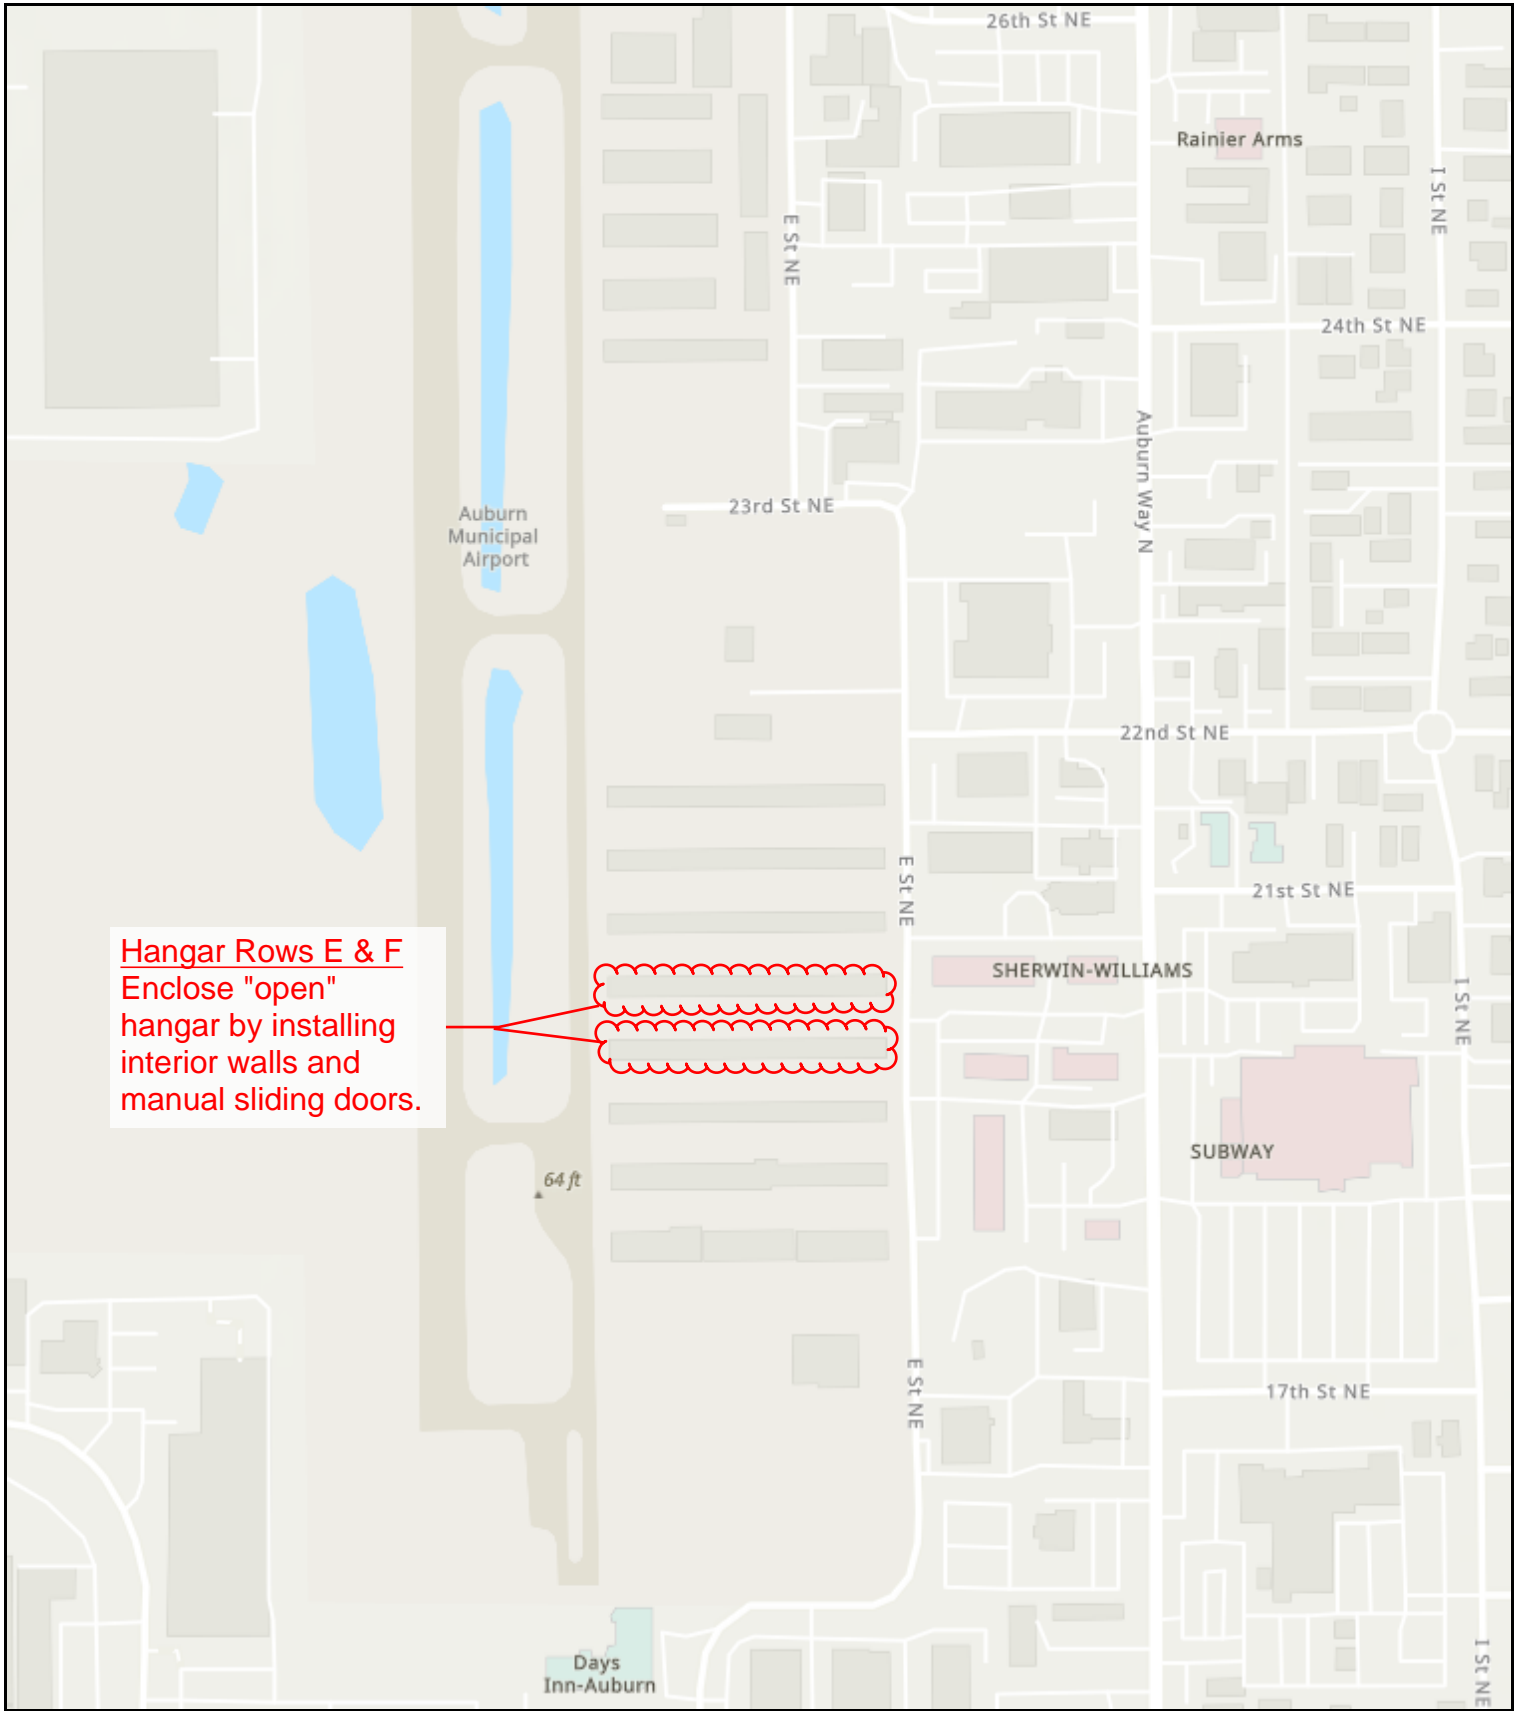 26th St NE
Rainier Arms
I St NE
E St NE
24th St NE
Auburn Way N
23rd St NE
Auburn
Municipal
Airport
22nd St NE
E St NE
21st St NE
Hangar Rows E & F
Enclose "open"
hangar by installing
interior walls and
manual sliding doors.
SHERWIN-WILLIAMS
I St NE
SUBWAY
64 ft
E St NE
17th St NE
Days
Inn-Auburn
I St NE